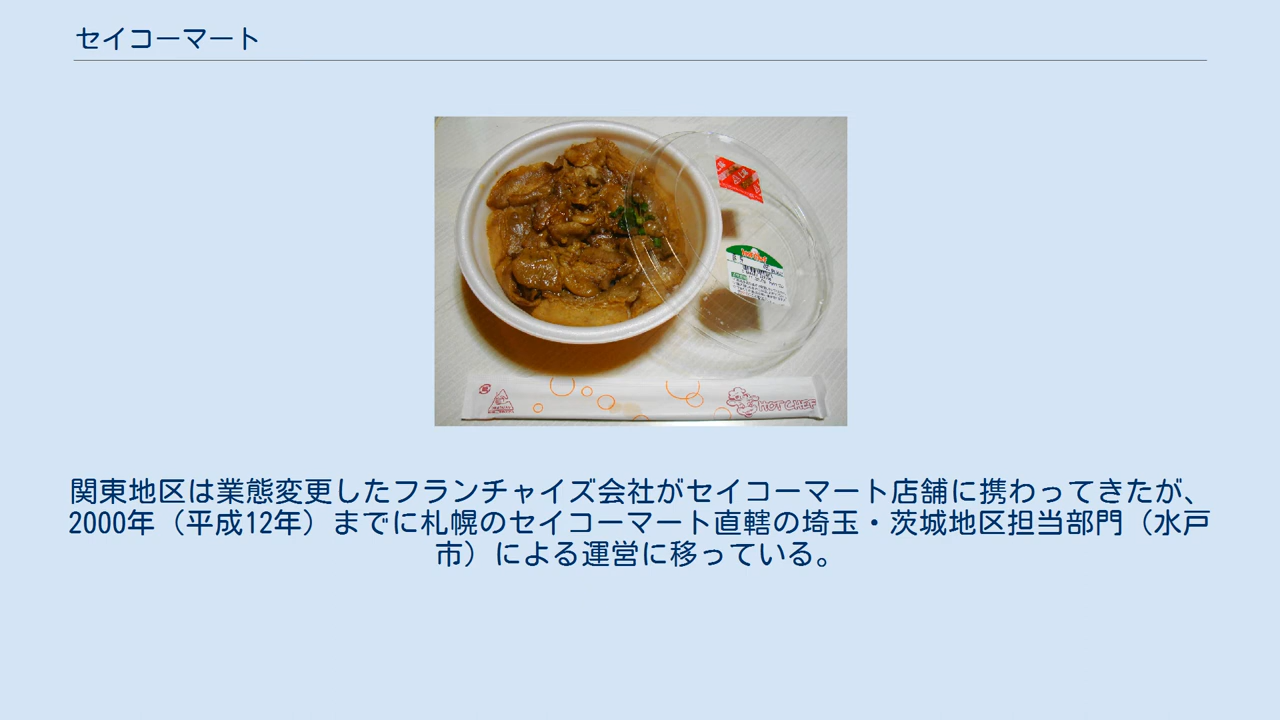 セイコーマート
HOT CHEF
関東地区は業態変更したフランチャイズ会社がセイコーマート店舗に携わってきたが、
2000年（平成12年）までに札幌のセイコーマート直轄の埼玉・茨城地区担当部門（水戸
市）による運営に移っている。